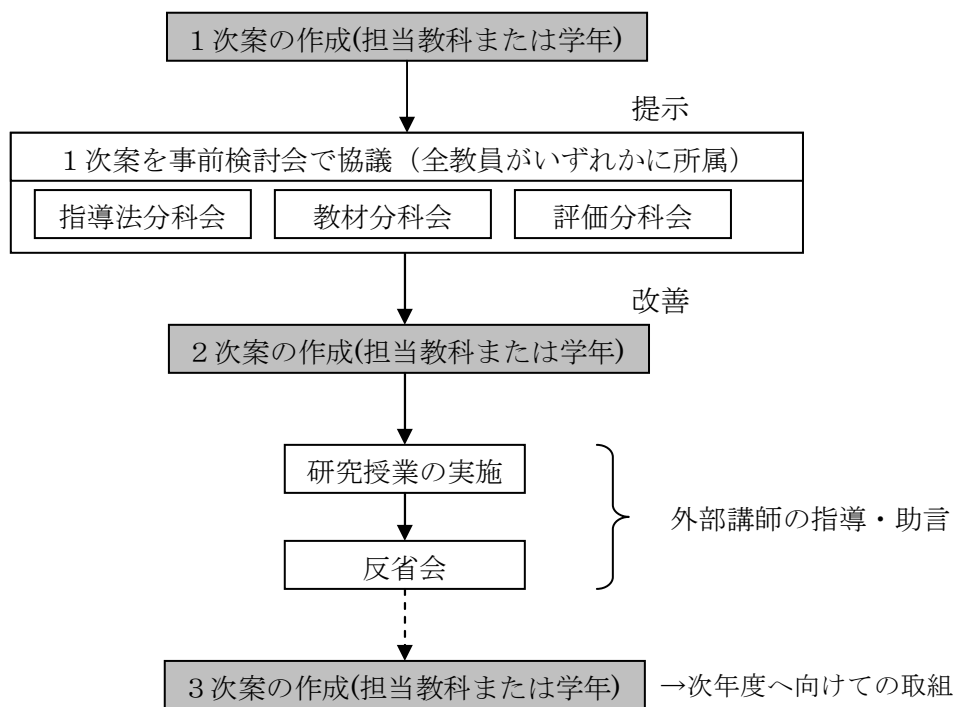 １次案の作成(担当教科または学年)
提示
１次案を事前検討会で協議（全教員がいずれかに所属）
指導法分科会
教材分科会
評価分科会
改善
２次案の作成(担当教科または学年)
研究授業の実施
外部講師の指導・助言
反省会
３次案の作成(担当教科または学年)
→次年度へ向けての取組